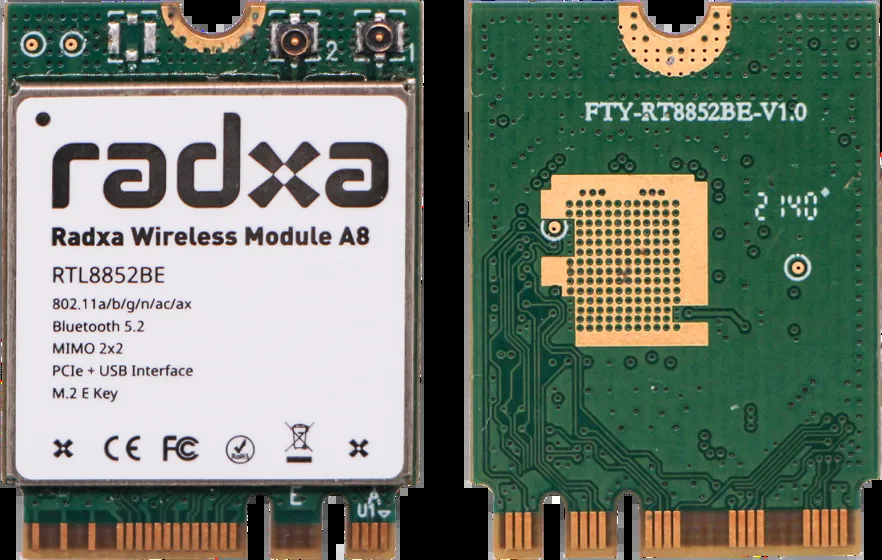 2
1
radxa
Radxa Wireless Module A8
RTL8852BE
802.11a/b/g/n/ac/ax
Bluetooth 5.2
MIMO 2x2
PCIe + USB Interface
M.2 E Key
CE FC RoHS
E
A
U1
FTY-RT8852BE-V1.0
2140